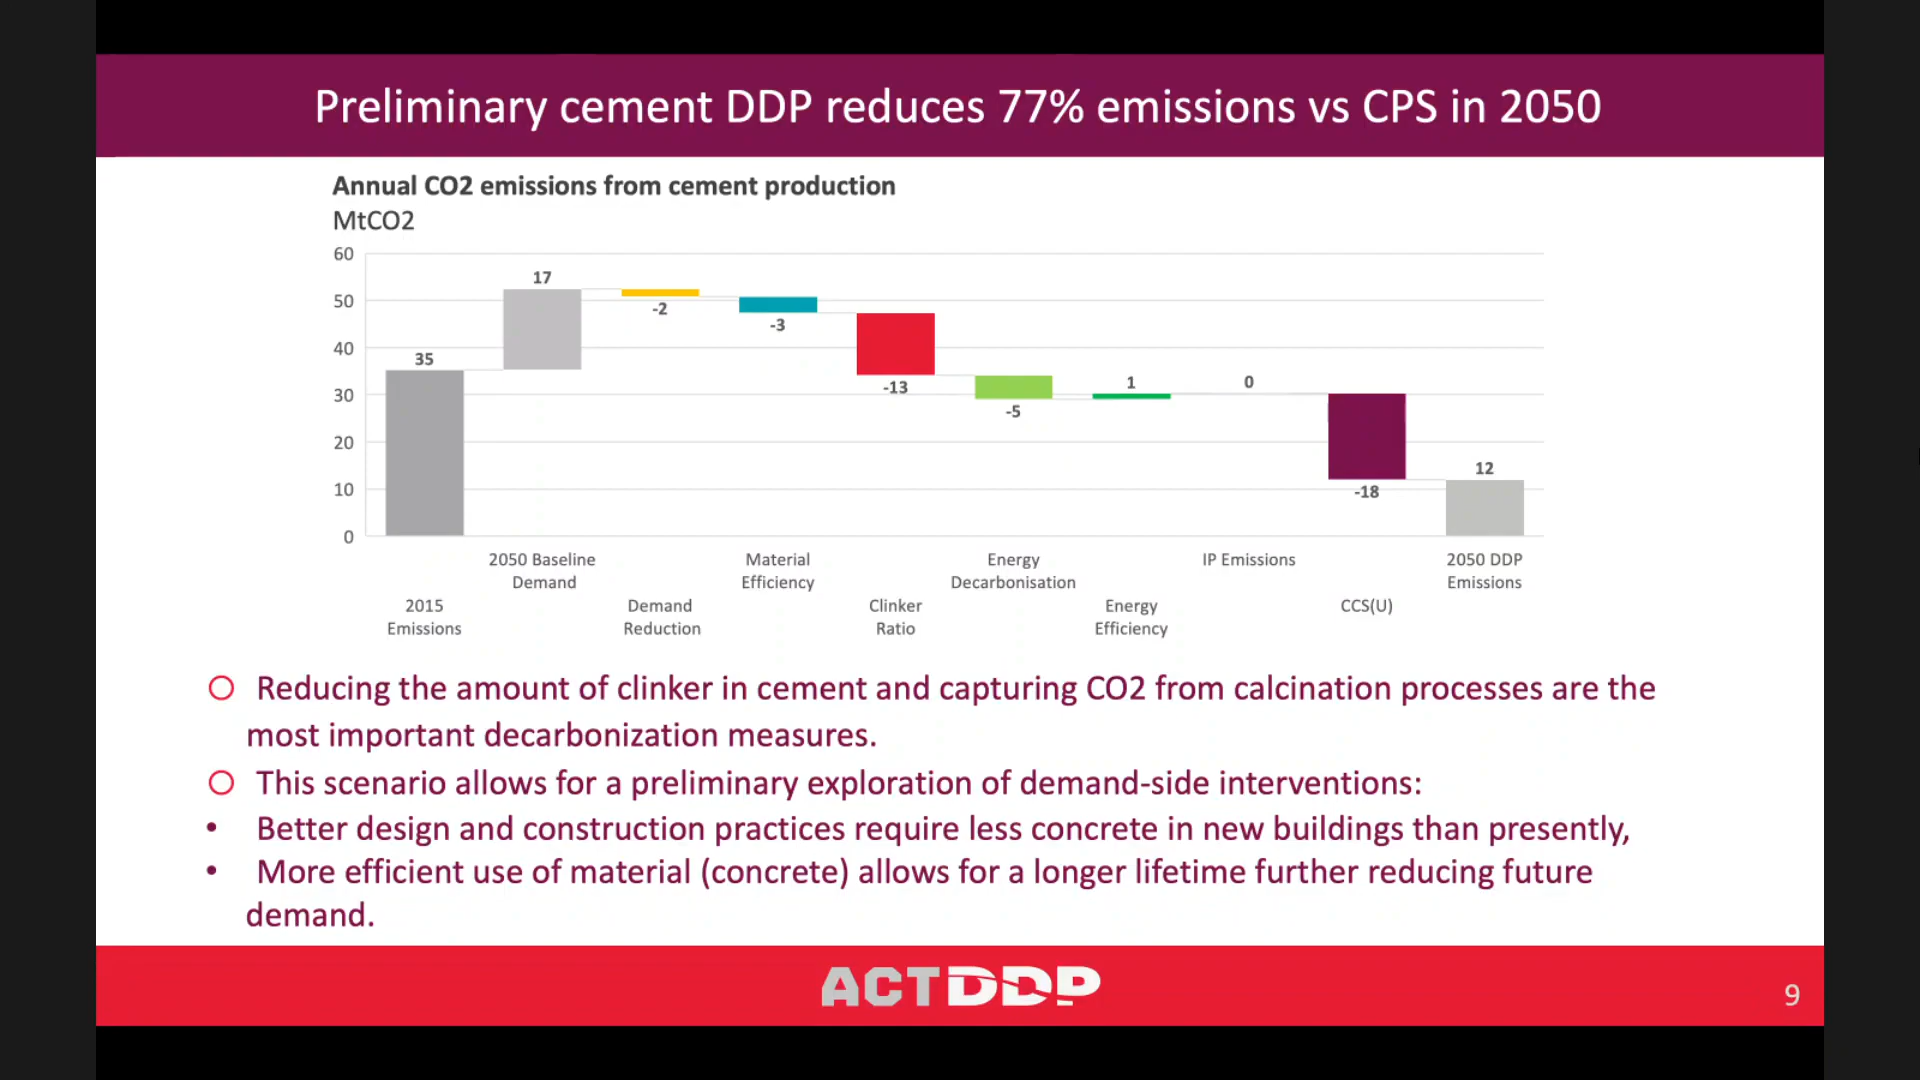 Preliminary cement DDP reduces 77% emissions vs CPS in 2050
Annual CO2 emissions from cement production
MtCO2
60
50
40
30
20
10
0
35
17
-2
-3
-13
-5
1
0
-18
12
2015
Emissions
2050 Baseline
Demand
Demand
Reduction
Material
Efficiency
Clinker
Ratio
Energy
Decarbonisation
Energy
Efficiency
IP Emissions
CCS(U)
2050 DDP
Emissions
Reducing the amount of clinker in cement and capturing CO2 from calcination processes are the
most important decarbonization measures.
This scenario allows for a preliminary exploration of demand-side interventions:
• Better design and construction practices require less concrete in new buildings than presently,
• More efficient use of material (concrete) allows for a longer lifetime further reducing future
demand.
ACTDDP
9